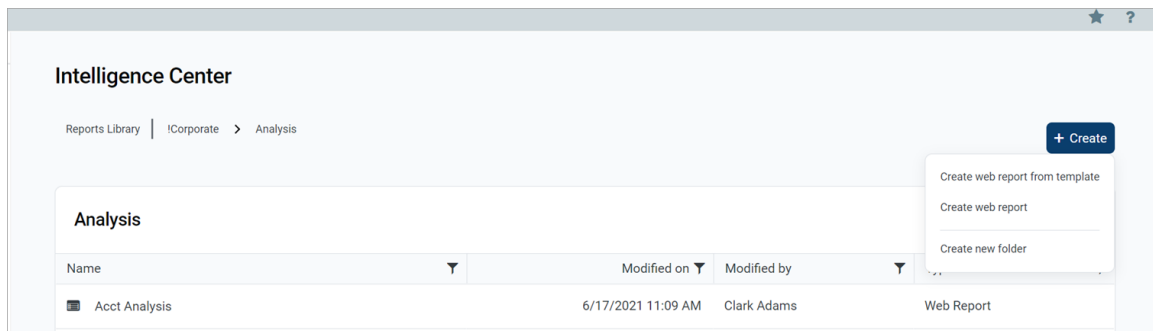 ?
Intelligence Center
Reports Library !Corporate > Analysis
+ Create
Create web report from template
Create web report
Create new folder
Analysis
Name Modified on Modified by
Acct Analysis 6/17/2021 11:09 AM Clark Adams Web Report